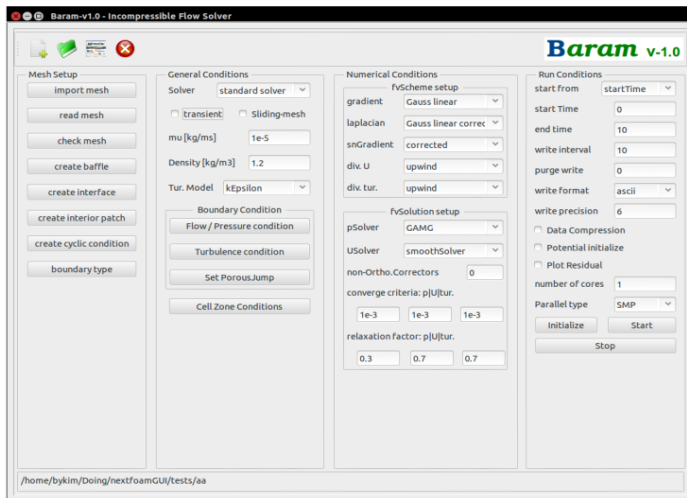 Baram-v1.0 - Incompressible Flow Solver
Baram v-1.0
Mesh Setup
import mesh
read mesh
check mesh
create baffle
create interface
create interior patch
create cyclic condition
boundary type
General Conditions
Solver standard solver
transient Sliding-mesh
mu [kg/ms] 1e-5
Density [kg/m3] 1.2
Tur. Model kEpsilon
Boundary Condition
Flow / Pressure condition
Turbulence condition
Set PorousJump
Cell Zone Conditions
Numerical Conditions
fvScheme setup
gradient Gauss linear
laplacian Gauss linear correc
snGradient corrected
div. U upwind
div. tur. upwind
fvSolution setup
pSolver GAMG
USolver smoothSolver
non-Ortho.Correctors 0
converge criteria: p|U|tur.
1e-3 1e-3 1e-3
relaxation factor: p|U|tur.
0.3 0.7 0.7
Run Conditions
start from startTime
start Time 0
end time 10
write interval 10
purge write 0
write format ascii
write precision 6
Data Compression
Potential initialize
Plot Residual
number of cores 1
Parallel type SMP
Initialize Start
Stop
/home/bykim/Doing/nextfoamGUI/tests/aa